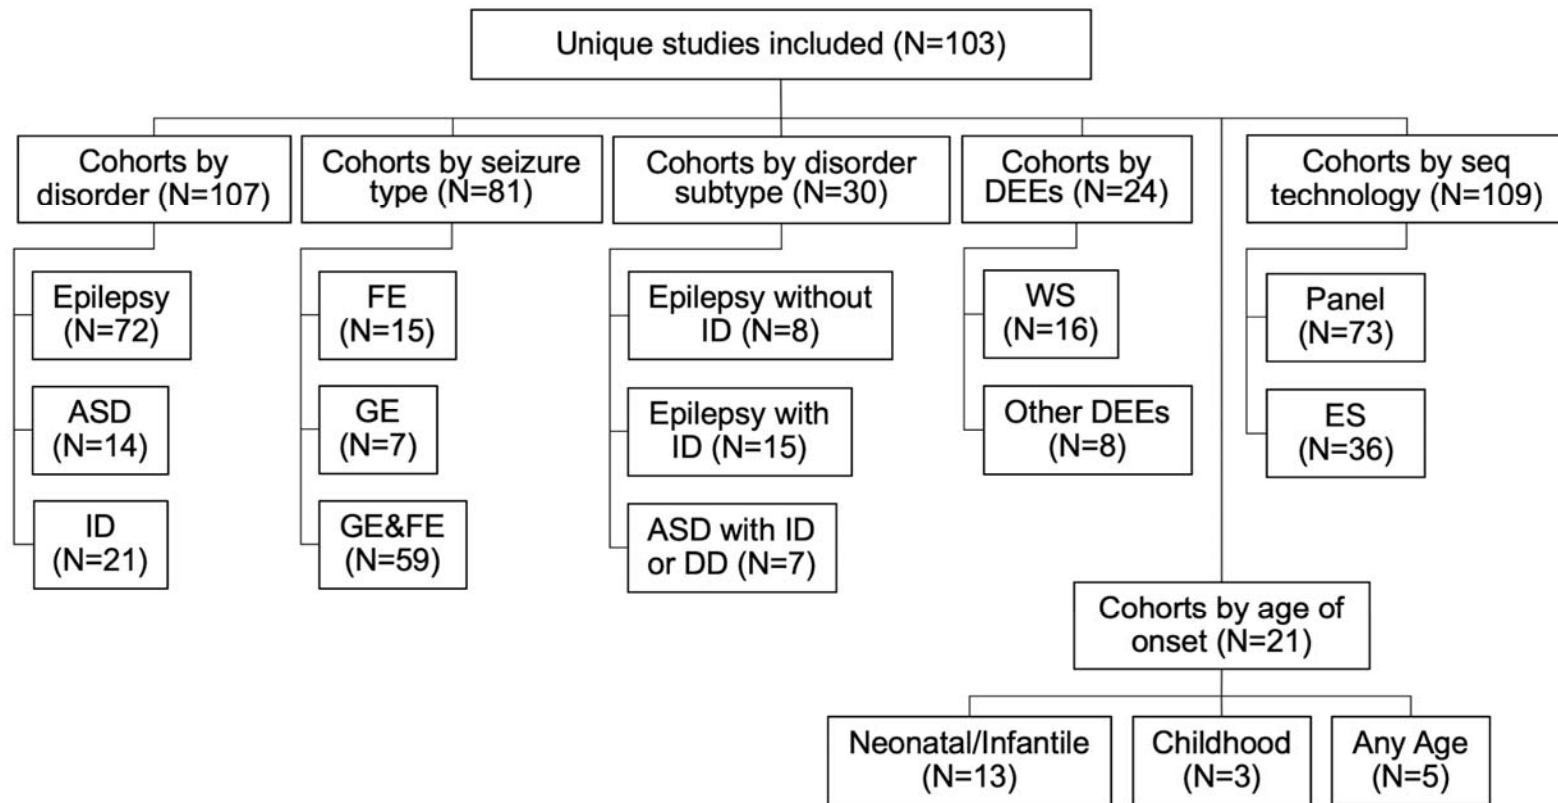 Unique studies included (N=103)
Cohorts by
disorder (N=107)
Epilepsy
(N=72)
ASD
(N=14)
ID
(N=21)
Cohorts by seizure
type (N=81)
FE
(N=15)
GE
(N=7)
GE&FE
(N=59)
Cohorts by disorder
subtype (N=30)
Epilepsy without
ID (N=8)
Epilepsy with
ID (N=15)
ASD with ID
or DD (N=7)
Cohorts by
DEEs (N=24)
WS
(N=16)
Other DEEs
(N=8)
Cohorts by seq
technology (N=109)
Panel
(N=73)
ES
(N=36)
Cohorts by age of
onset (N=21)
Neonatal/Infantile
(N=13)
Childhood
(N=3)
Any Age
(N=5)